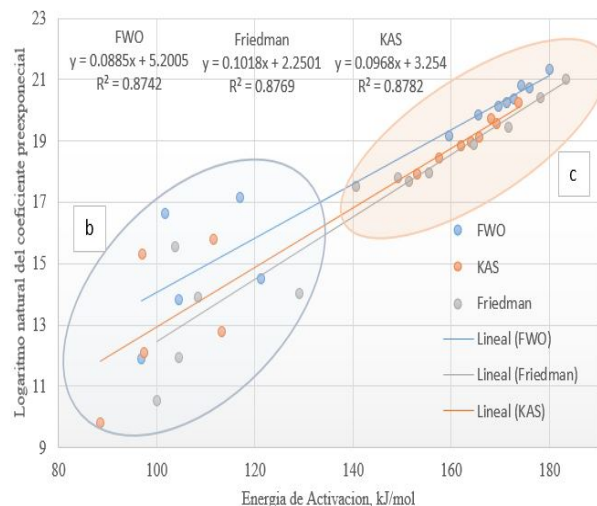 FWO
y = 0.0885x + 5.2005
R² = 0.8742
Friedman
y = 0.1018x + 2.2501
R² = 0.8769
KAS
y = 0.0968x + 3.254
R² = 0.8782
Logaritmo natural del coeficiente preexponecial
23
21
19
17
15
13
11
9
b
c
FWO
KAS
Friedman
Lineal (FWO)
Lineal (Friedman)
Lineal (KAS)
80 100 120 140 160 180
Energia de Activacion, kJ/mol